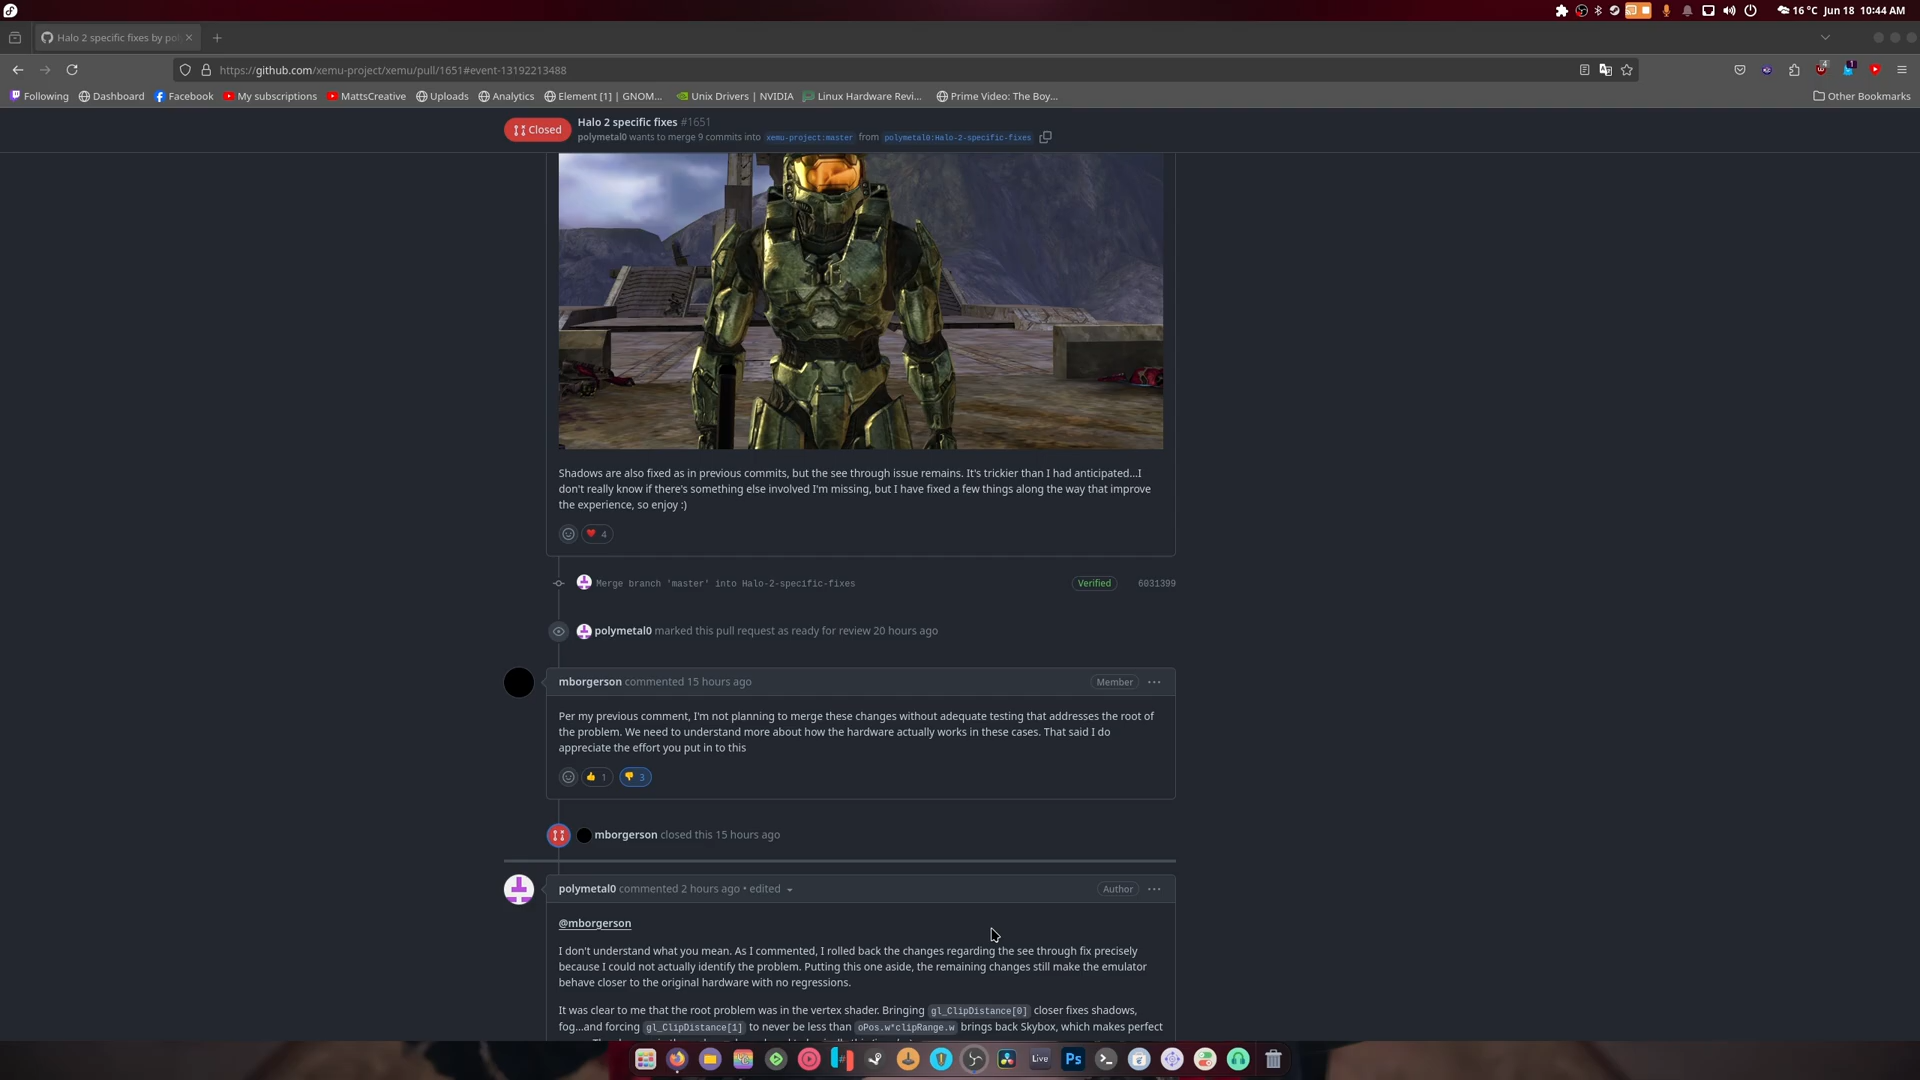 16 °C Jun 18 10:44 AM
Halo 2 specific fixes by pol
https://github.com/xemu-project/xemu/pull/1651#event-13192213488
4
1
Following
Dashboard
Facebook
My subscriptions
MattsCreative
Uploads
Analytics
Element [1] | GNOM...
Unix Drivers | NVIDIA
Linux Hardware Revi...
Prime Video: The Boy...
Other Bookmarks
Closed
Halo 2 specific fixes #1651
polymetal0 wants to merge 9 commits into xemu-project:master from polymetal0:Halo-2-specific-fixes
Shadows are also fixed as in previous commits, but the see through issue remains. It's trickier than I had anticipated...I
don't really know if there's something else involved I'm missing, but I have fixed a few things along the way that improve
the experience, so enjoy :)
4
Merge branch 'master' into Halo-2-specific-fixes
Verified
6031399
polymetal0 marked this pull request as ready for review 20 hours ago
mborgerson commented 15 hours ago
Member
Per my previous comment, I'm not planning to merge these changes without adequate testing that addresses the root of
the problem. We need to understand more about how the hardware actually works in these cases. That said I do
appreciate the effort you put in to this
1
3
mborgerson closed this 15 hours ago
polymetal0 commented 2 hours ago • edited
Author
@mborgerson
I don't understand what you mean. As I commented, I rolled back the changes regarding the see through fix precisely
because I could not actually identify the problem. Putting this one aside, the remaining changes still make the emulator
behave closer to the original hardware with no regressions.
It was clear to me that the root problem was in the vertex shader. Bringing gl_ClipDistance[0] closer fixes shadows,
fog...and forcing gl_ClipDistance[1] to never be less than oPos.w*clipRange.w brings back Skybox, which makes perfect
Live
Ps